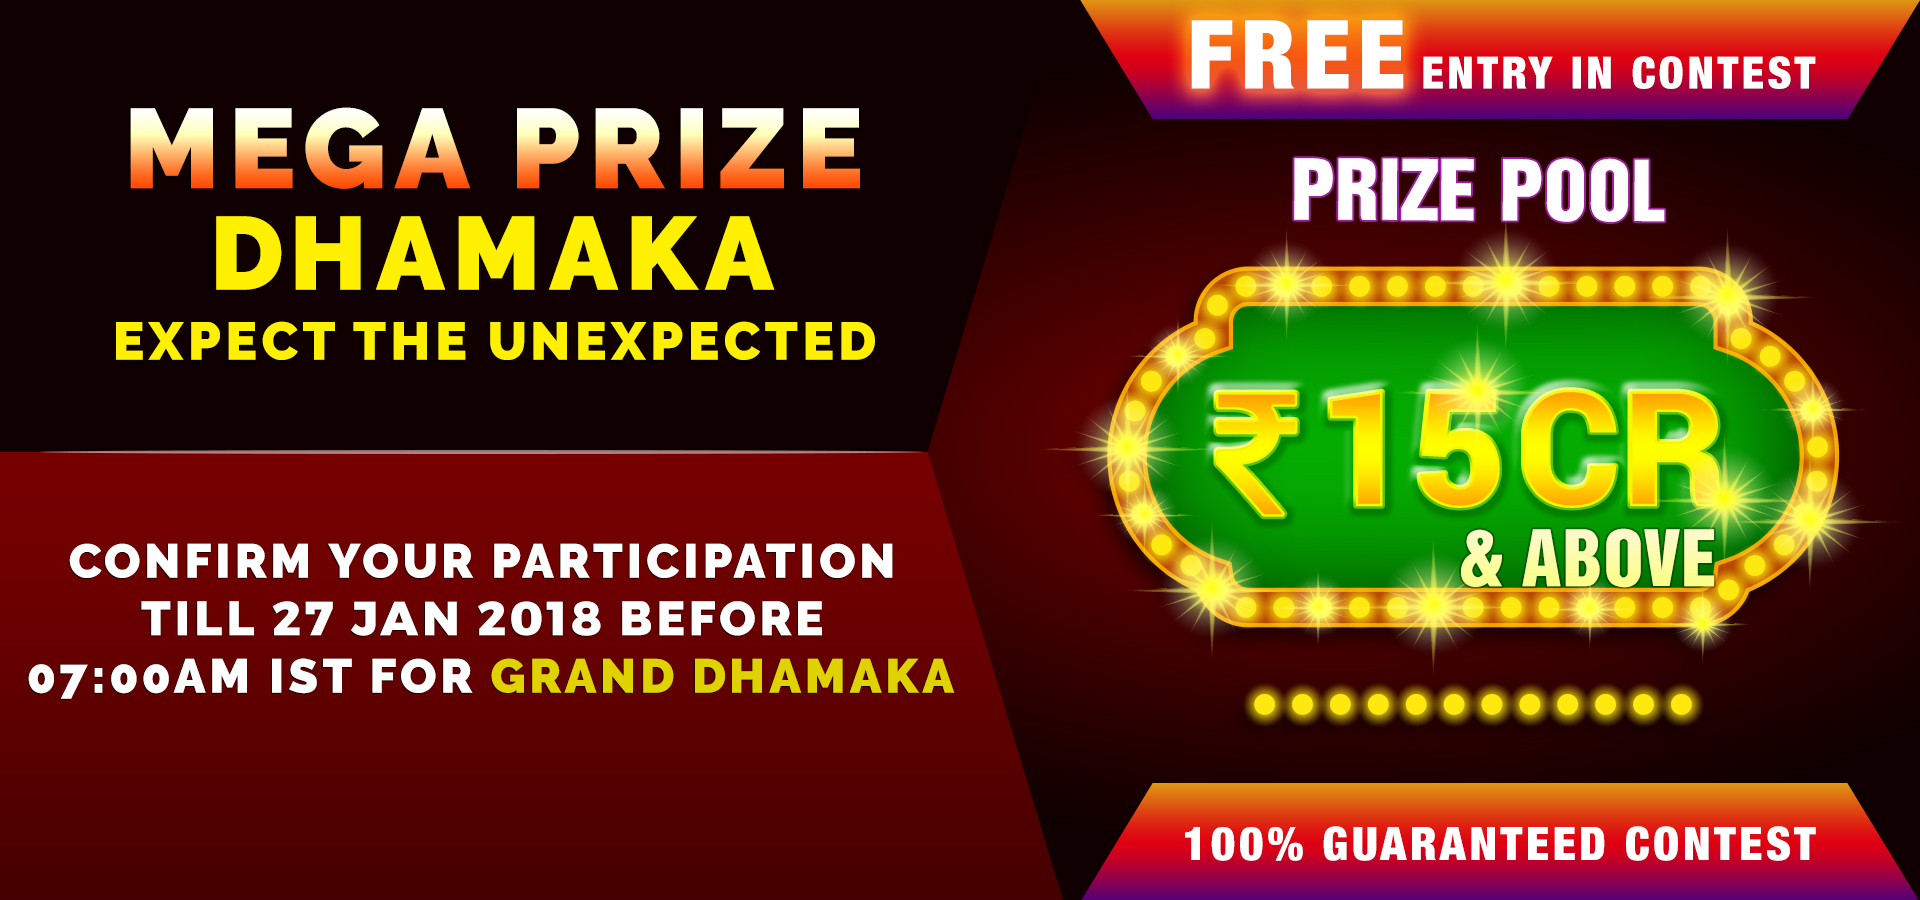 MEGA PRIZE
DHAMAKA
EXPECT THE UNEXPECTED
CONFIRM YOUR PARTICIPATION
TILL 27 JAN 2018 BEFORE
07:00AM IST FOR GRAND DHAMAKA
FREE ENTRY IN CONTEST
PRIZE POOL
₹15CR
& ABOVE
100% GUARANTEED CONTEST